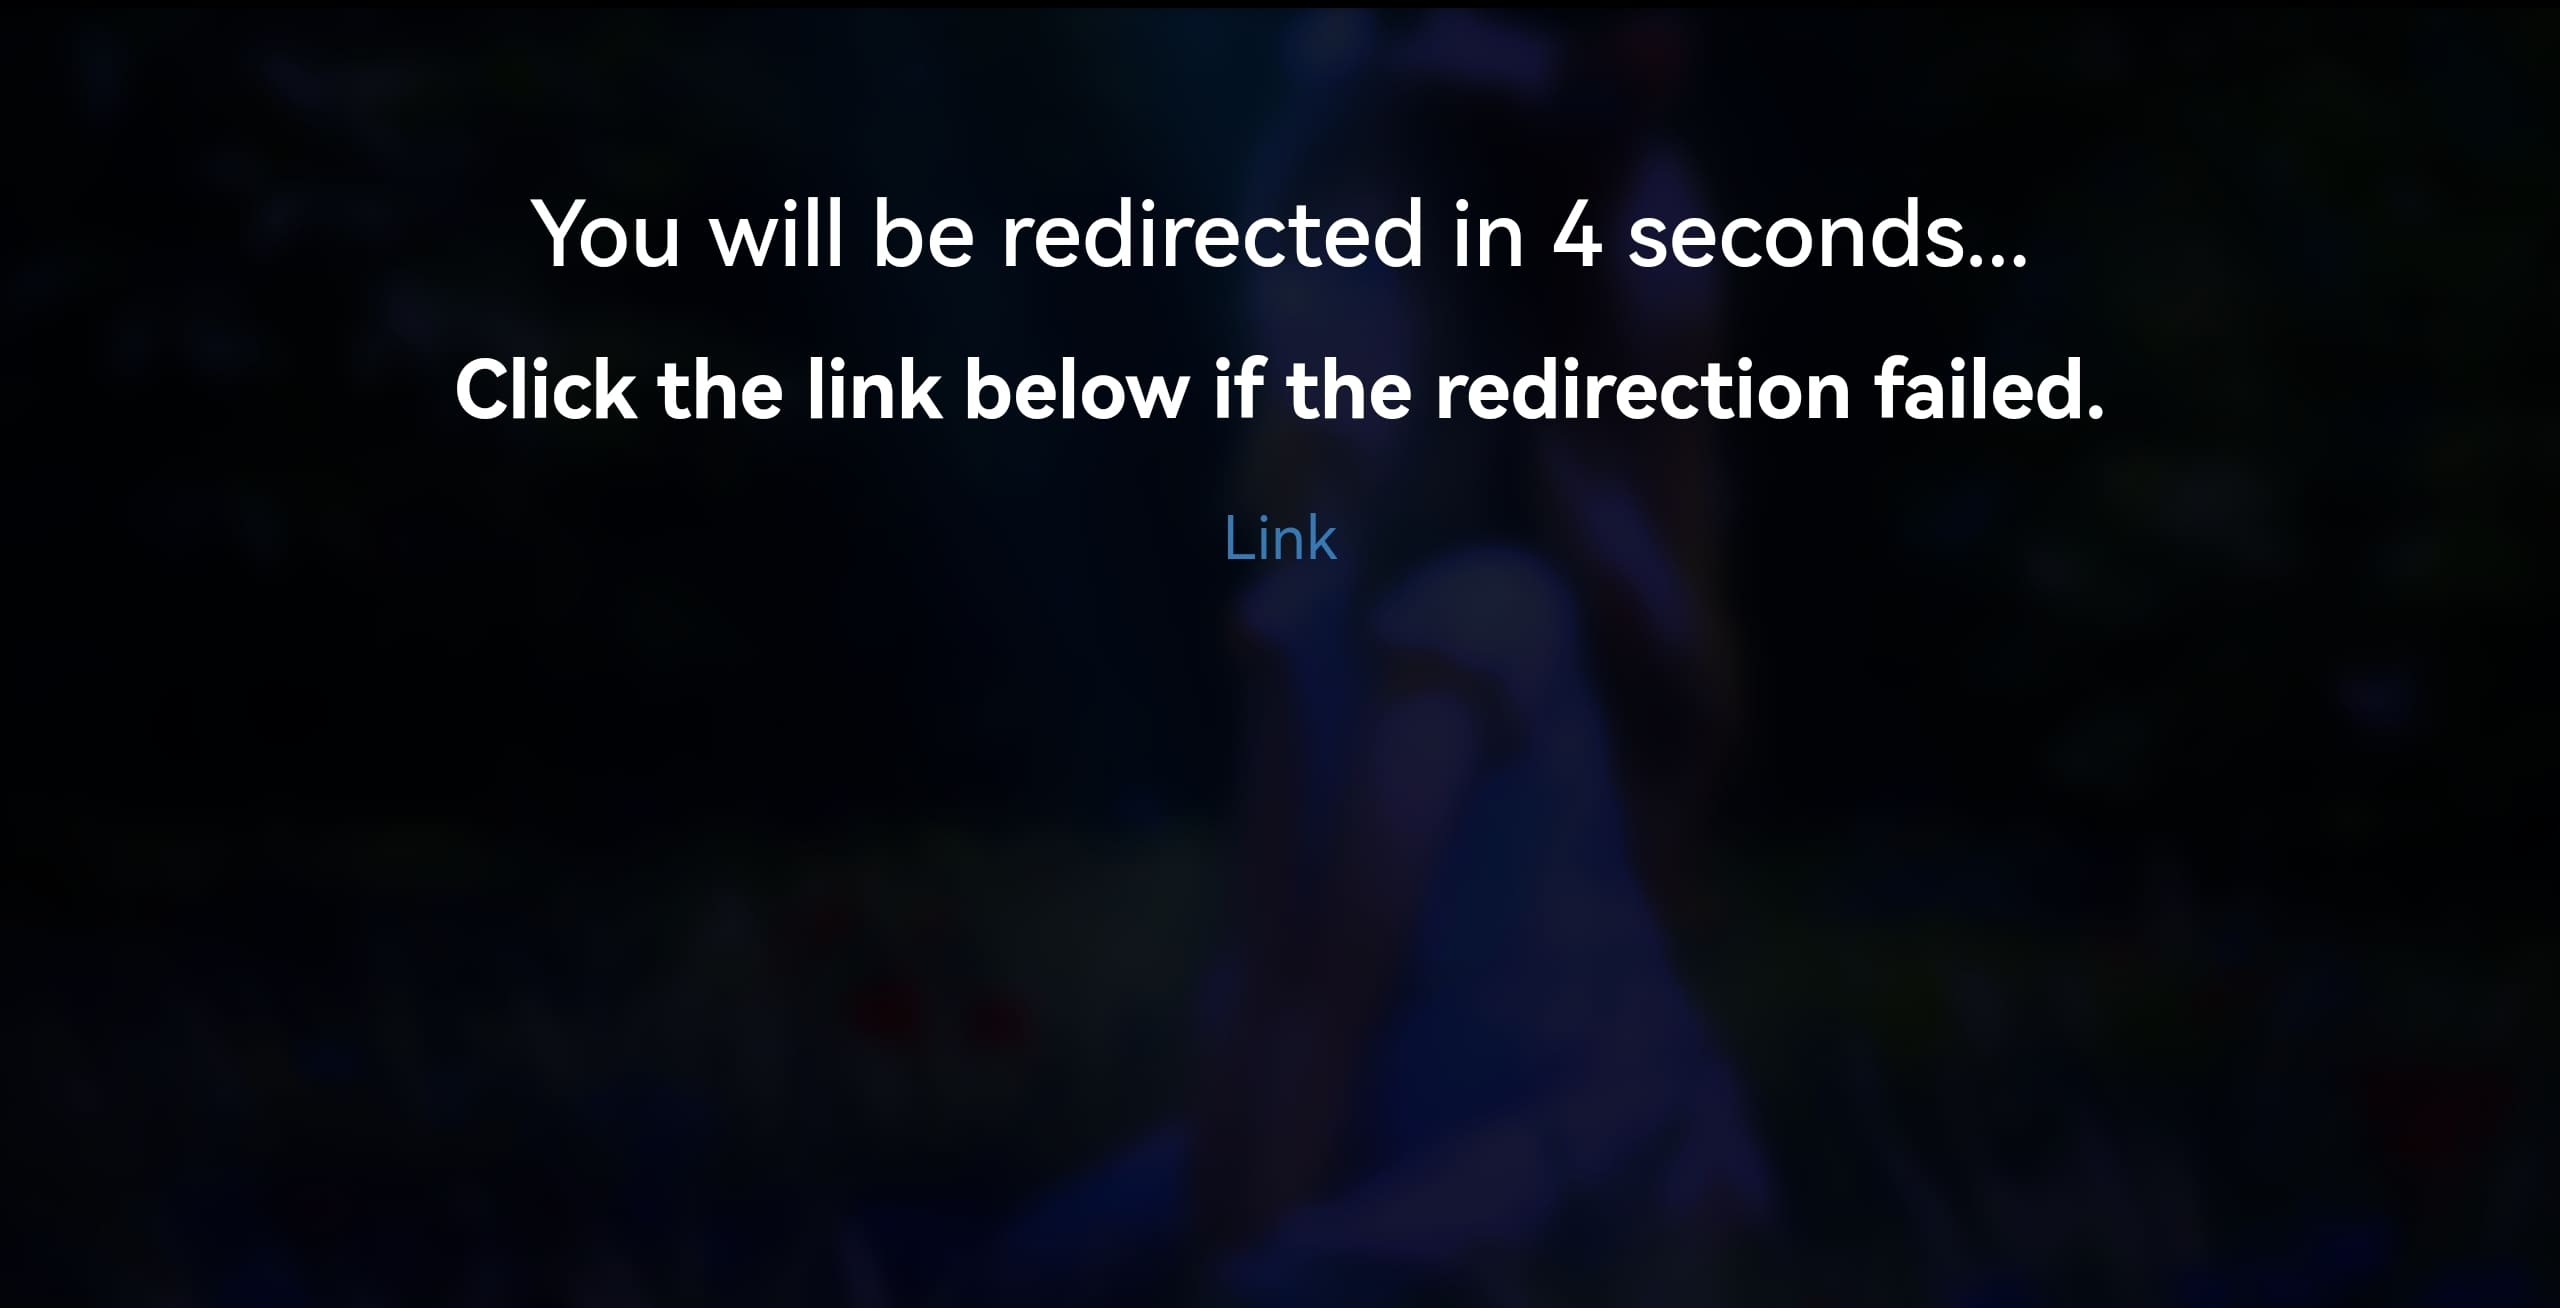 You will be redirected in 4 seconds...
Click the link below if the redirection failed.
Link